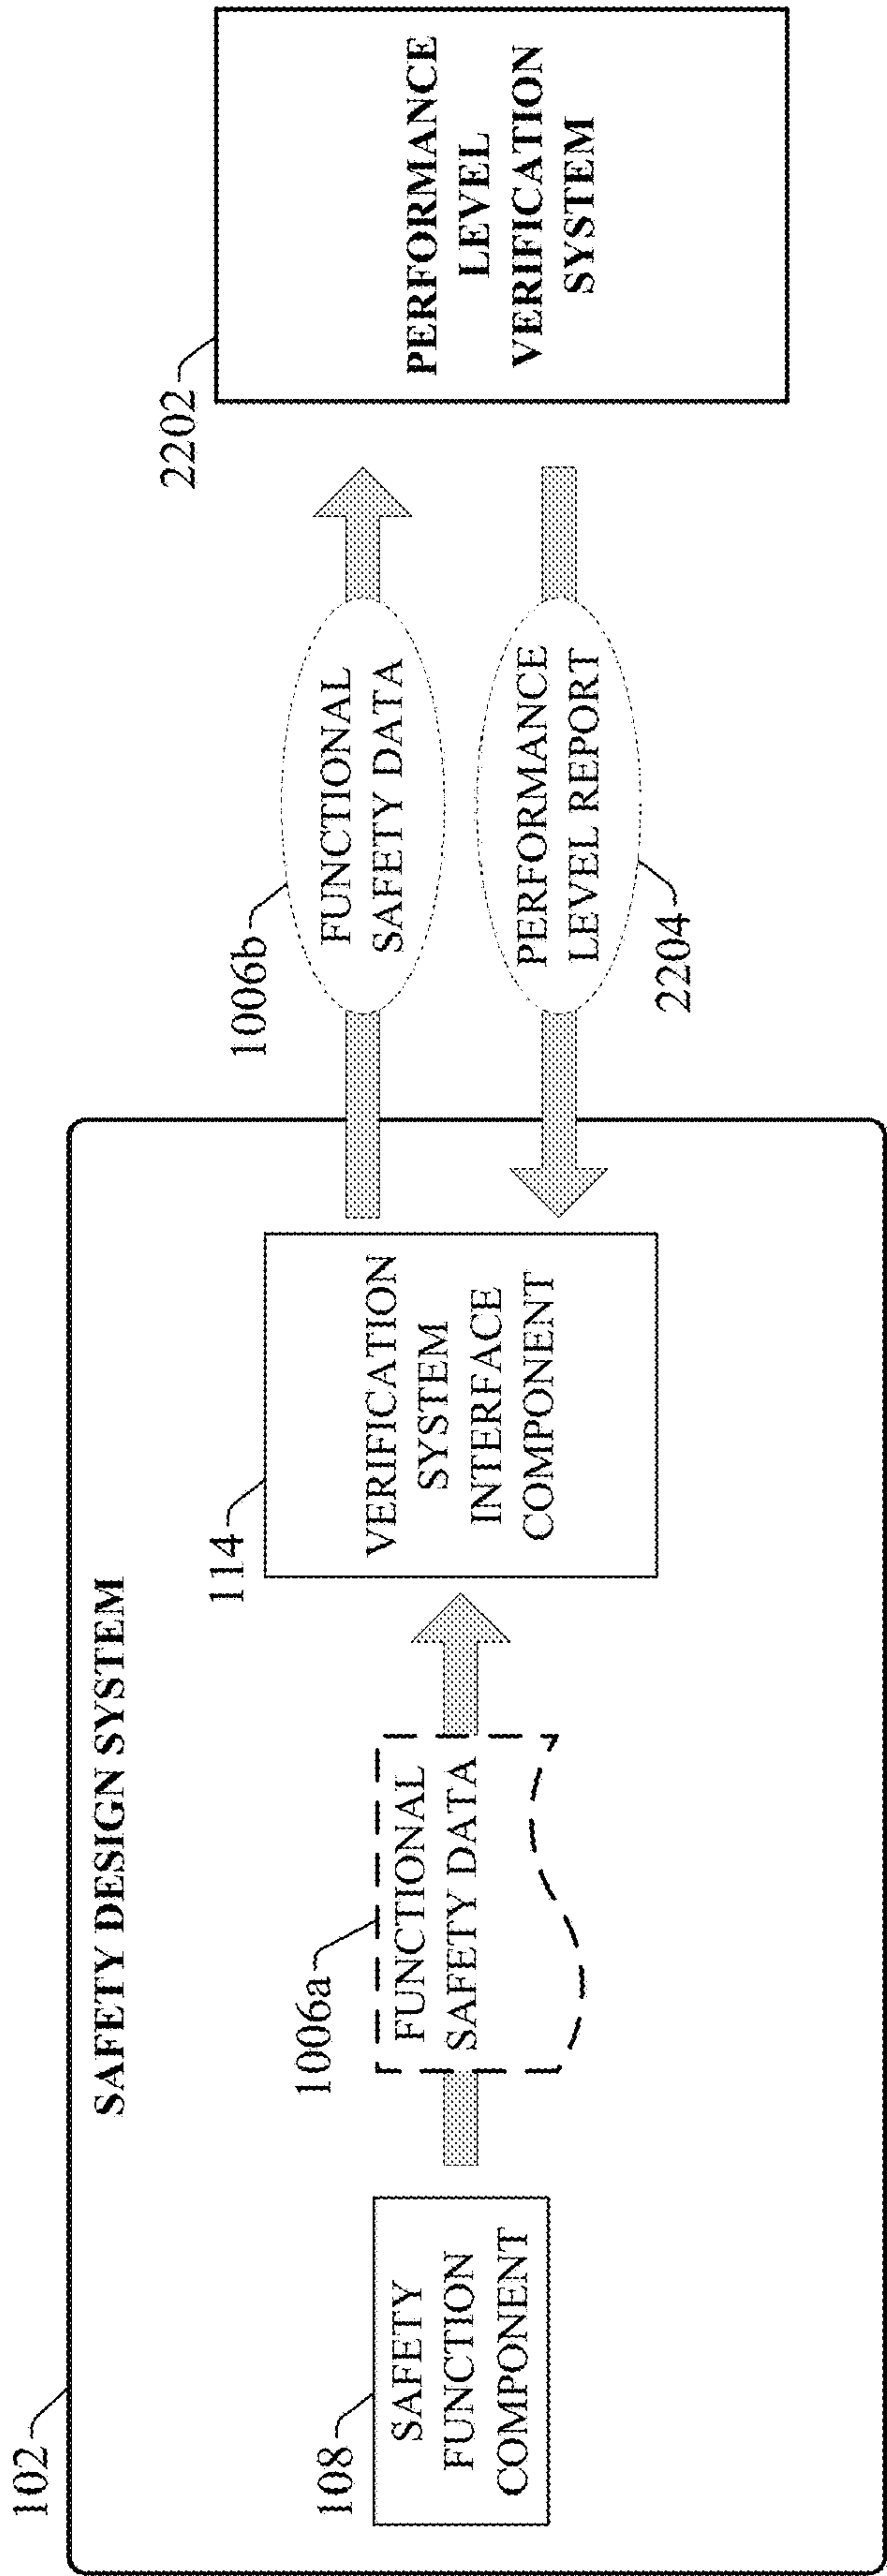 102
SAFETY DESIGN SYSTEM
108
SAFETY
FUNCTION
COMPONENT
1006a
FUNCTIONAL
SAFETY DATA
114
VERIFICATION
SYSTEM
INTERFACE
COMPONENT
1006b
FUNCTIONAL
SAFETY DATA
PERFORMANCE
LEVEL REPORT
2204
2202
PERFORMANCE
LEVEL
VERIFICATION
SYSTEM